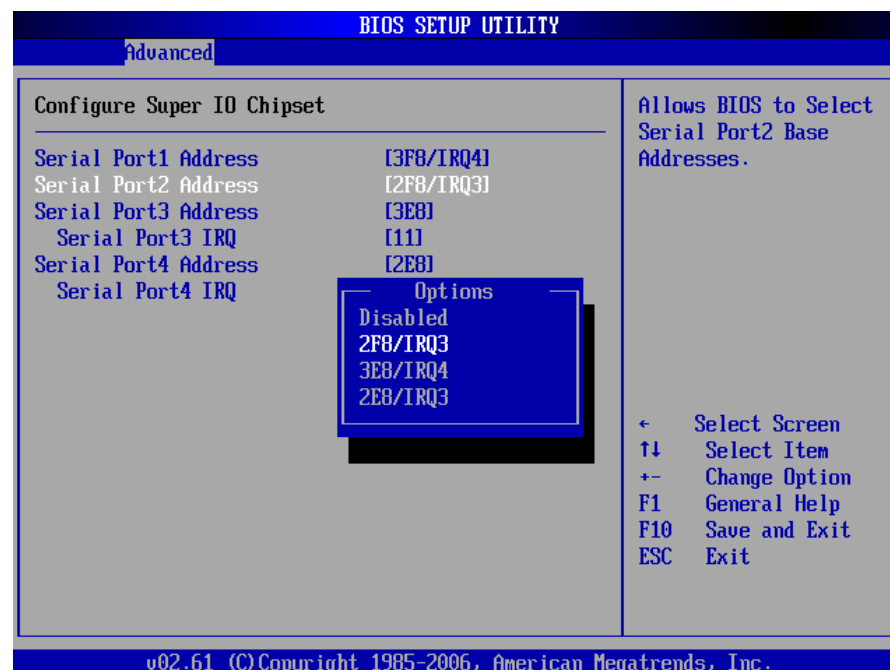 BIOS SETUP UTILITY
Advanced
Configure Super IO Chipset
Serial Port1 Address [3F8/IRQ4]
Serial Port2 Address [2F8/IRQ3]
Serial Port3 Address [3E8]
Serial Port3 IRQ [11]
Serial Port4 Address [2E8]
Serial Port4 IRQ
Options
Disabled
2F8/IRQ3
3E8/IRQ4
2E8/IRQ3
Allows BIOS to Select
Serial Port2 Base
Addresses.
← Select Screen
↑↓ Select Item
+- Change Option
F1 General Help
F10 Save and Exit
ESC Exit
v02.61 (C)Copyright 1985-2006, American Megatrends, Inc.